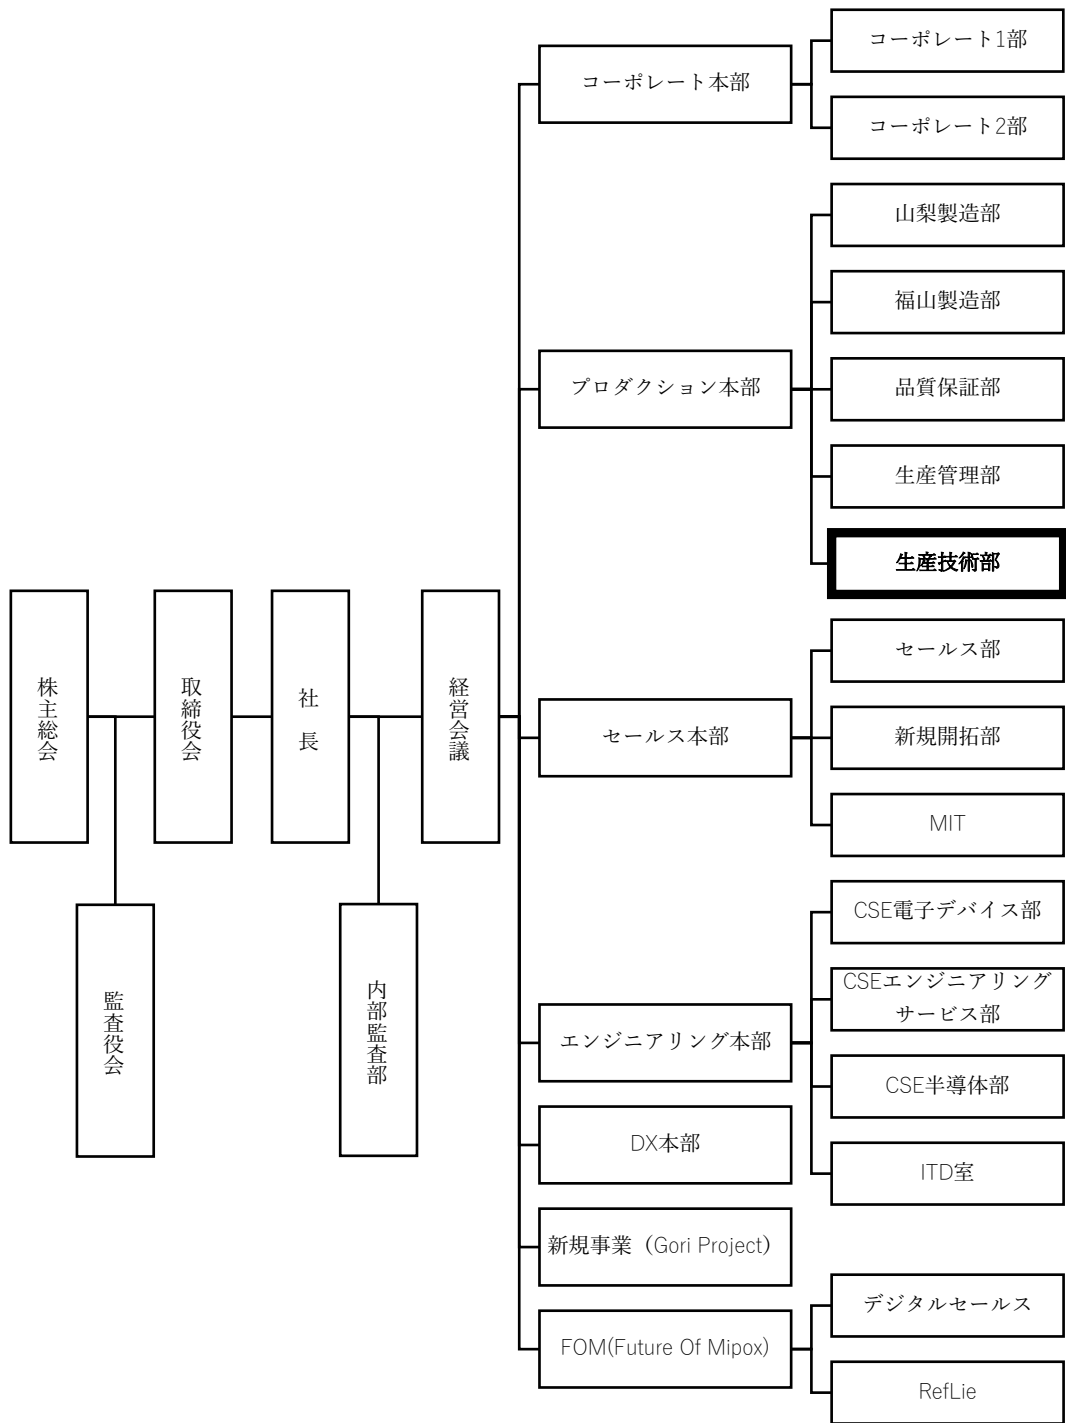 株主総会
監査役会
取締役会
社長
内部監査部
経営会議
コーポレート本部
コーポレート1部
コーポレート2部
プロダクション本部
山梨製造部
福山製造部
品質保証部
生産管理部
生産技術部
セールス本部
セールス部
新規開拓部
MIT
エンジニアリング本部
CSE電子デバイス部
CSEエンジニアリング
サービス部
CSE半導体部
ITD室
DX本部
新規事業（Gori Project）
FOM(Future Of Mipox)
デジタルセールス
RefLie